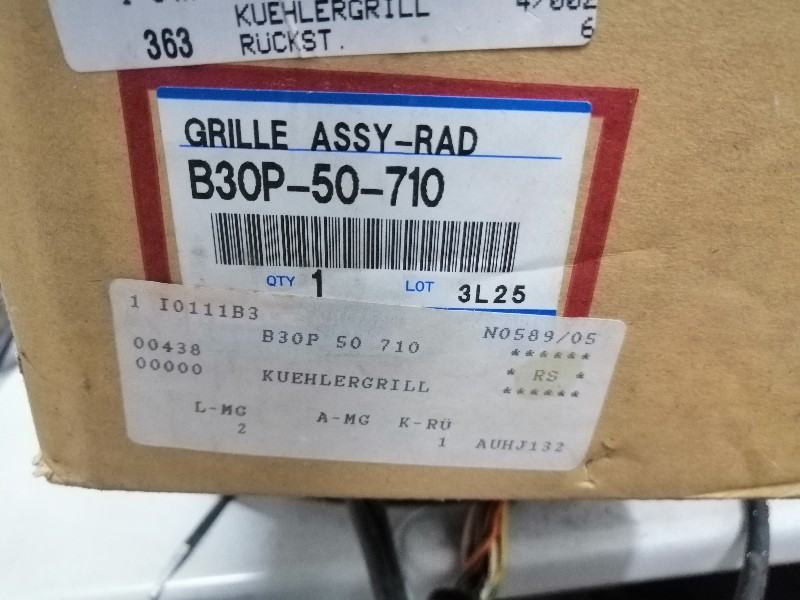 KUEHLERGRILL
363 RÜCKST. 6
GRILLE ASSY-RAD
B30P-50-710
QTY 1 LOT 3L25
1 I0111B3
B30P 50 710 N0589/05
00438 ******
00000 KUEHLERGRILL * RS *
******
L-MG A-MG K-RÜ
2 1 AUHJ132